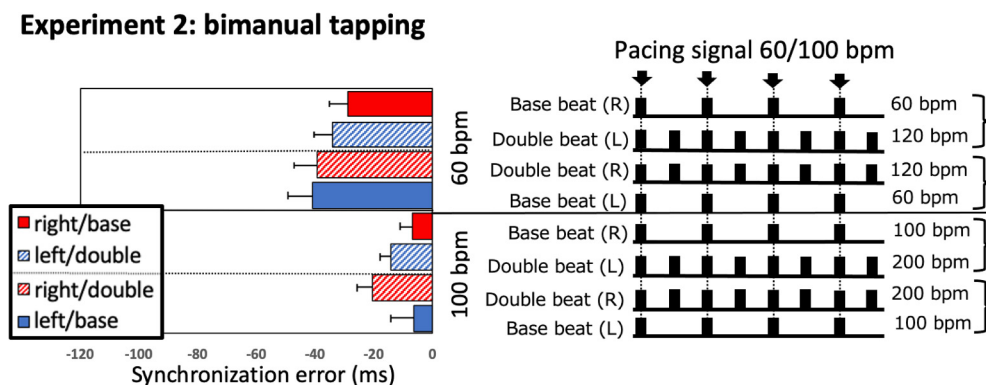 Experiment 2: bimanual tapping
right/base
left/double
right/double
left/base
60 bpm
100 bpm
-120 -100 -80 -60 -40 -20 0
Synchronization error (ms)
Pacing signal 60/100 bpm
Base beat (R) 60 bpm
Double beat (L) 120 bpm
Double beat (R) 120 bpm
Base beat (L) 60 bpm
Base beat (R) 100 bpm
Double beat (L) 200 bpm
Double beat (R) 200 bpm
Base beat (L) 100 bpm